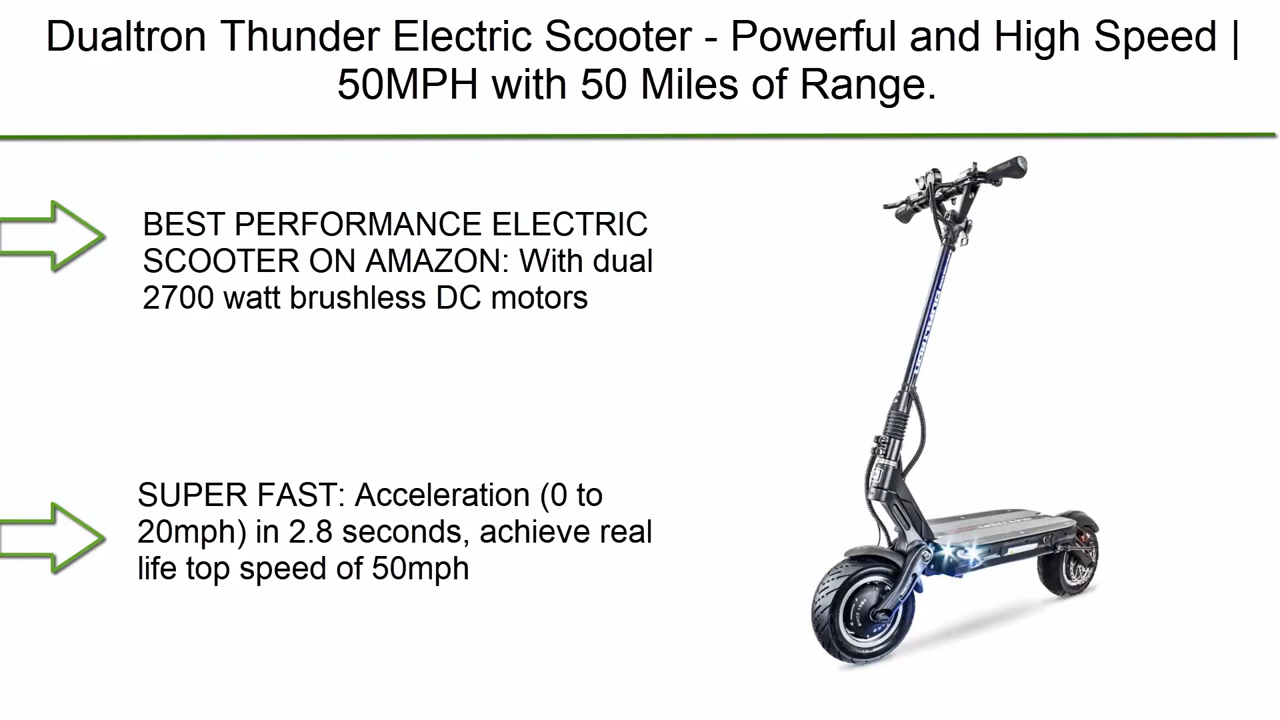 Dualtron Thunder Electric Scooter - Powerful and High Speed |
50MPH with 50 Miles of Range.
BEST PERFORMANCE ELECTRIC
SCOOTER ON AMAZON: With dual
2700 watt brushless DC motors
SUPER FAST: Acceleration (0 to
20mph) in 2.8 seconds, achieve real
life top speed of 50mph
DUALTRON